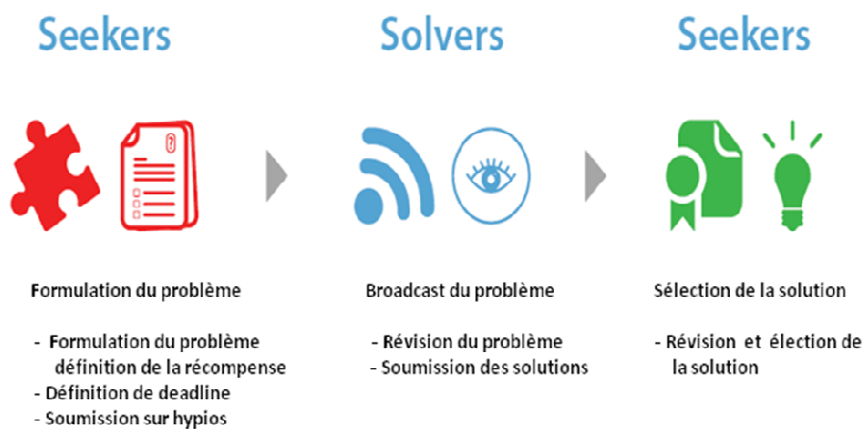 Seekers
Solvers
Seekers
?
Formulation du problème
- Formulation du problème
définition de la récompense
- Définition de deadline
- Soumission sur hypios
Broadcast du problème
- Révision du problème
- Soumission des solutions
Sélection de la solution
- Révision et élection de
la solution